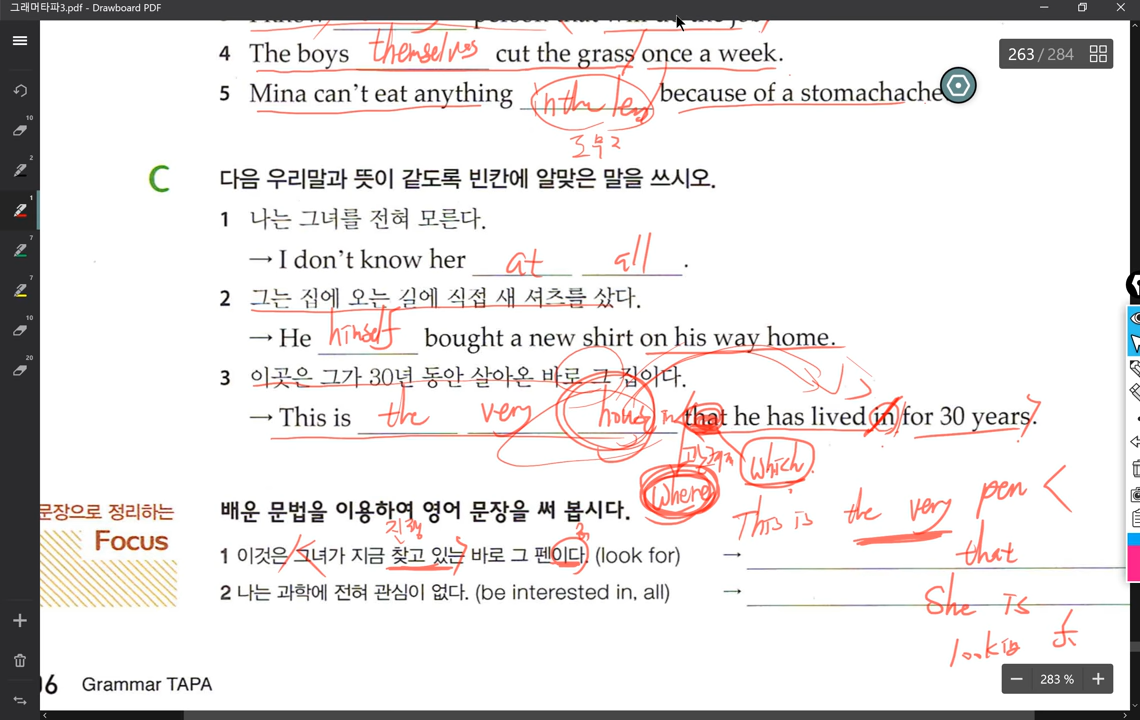 그래머타파3.pdf - Drawboard PDF
263 / 284
4 The boys themselves cut the grass once a week.
5 Mina can't eat anything in the least because of a stomachache.
C 다음 우리말과 뜻이 같도록 빈칸에 알맞은 말을 쓰시오.
1 나는 그녀를 전혀 모른다.
→ I don't know her at all .
2 그는 집에 오는 길에 직접 새 셔츠를 샀다.
→ He himself bought a new shirt on his way home.
3 이곳은 그가 30년 동안 살아온 바로 그 집이다.
→ This is the very house in that he has lived in for 30 years.
which
where
문장으로 정리하는
Focus
배운 문법을 이용하여 영어 문장을 써 봅시다.
This is the very pen <
1 이것은 그녀가 지금 찾고 있는 바로 그 펜이다. (look for) →
that
2 나는 과학에 전혀 관심이 없다. (be interested in, all) →
She is
06 Grammar TAPA
283 %
10
2
1
7
7
10
20